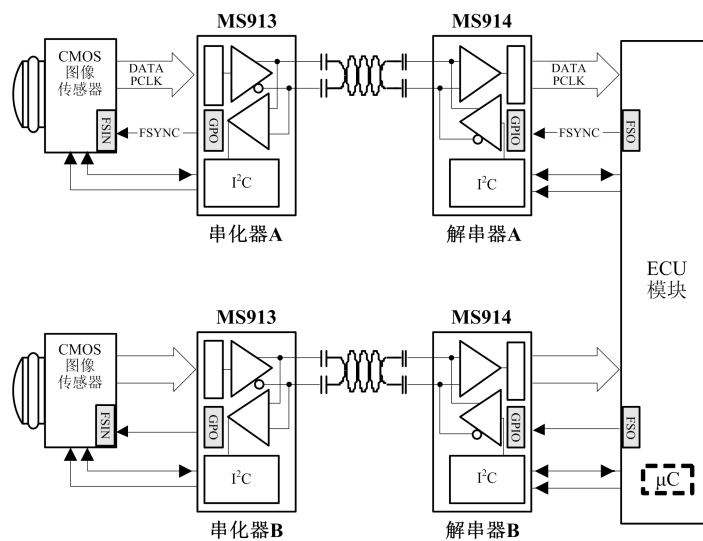 MS913
MS914
CMOS
图像
传感器
DATA
PCLK
DATA
PCLK
FSIN
FSYNC
GPO
GPIO
FSYNC
FSO
I²C
I²C
串化器A
解串器A
ECU
模块
MS913
MS914
CMOS
图像
传感器
FSIN
GPO
GPIO
FSO
I²C
I²C
μC
串化器B
解串器B